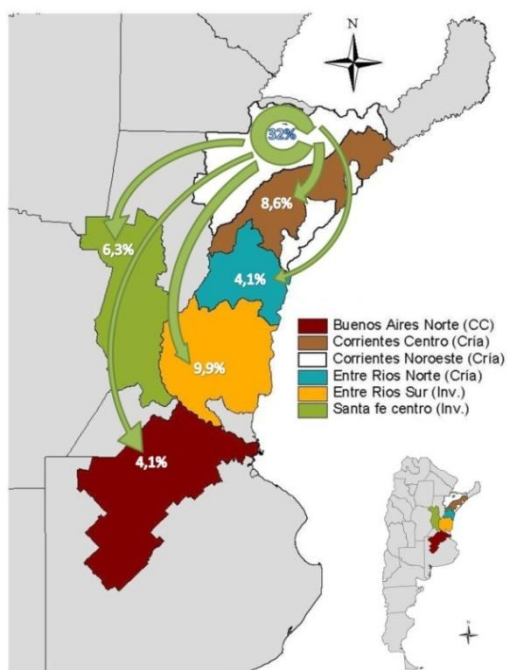 N
32%
8,6%
6,3%
4,1%
9,9%
4,1%
Buenos Aires Norte (CC)
Corrientes Centro (Cría)
Corrientes Noroeste (Cría)
Entre Rios Norte (Cría)
Entre Rios Sur (Inv.)
Santa fe centro (Inv.)